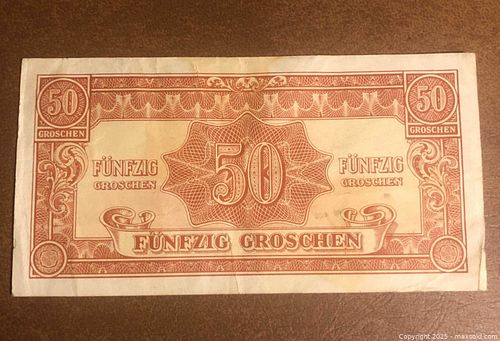 50
GROSCHEN
50
GROSCHEN
FÜNFZIG
GROSCHEN
50
FÜNFZIG
GROSCHEN
FÜNFZIG GROSCHEN
Copyright 2025 - maxsold.com